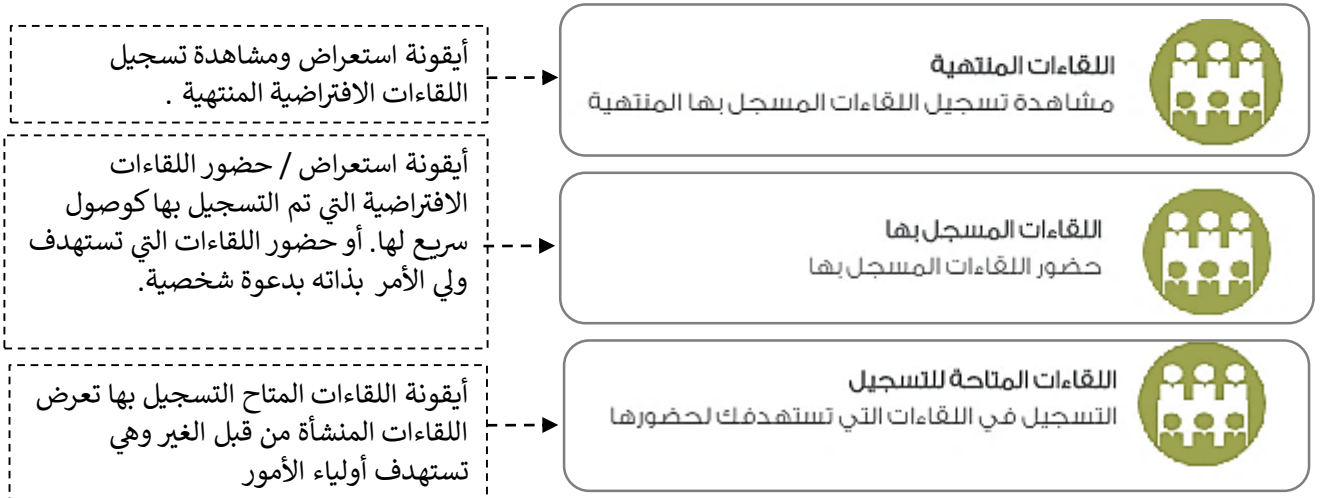 اللقاءات المنتهية
مشاهدة تسجيل اللقاءات المسجل بها المنتهية
أيقونة استعراض ومشاهدة تسجيل
اللقاءات الافتراضية المنتهية .
اللقاءات المسجل بها
حضور اللقاءات المسجل بها
أيقونة استعراض / حضور اللقاءات
الافتراضية التي تم التسجيل بها كوصول
سريع لها. أو حضور اللقاءات التي تستهدف
ولي الأمر بذاته بدعوة شخصية.
اللقاءات المتاحة للتسجيل
التسجيل في اللقاءات التي تستهدفك لحضورها
أيقونة اللقاءات المتاح التسجيل بها تعرض
اللقاءات المنشأة من قبل الغير وهي
تستهدف أولياء الأمور